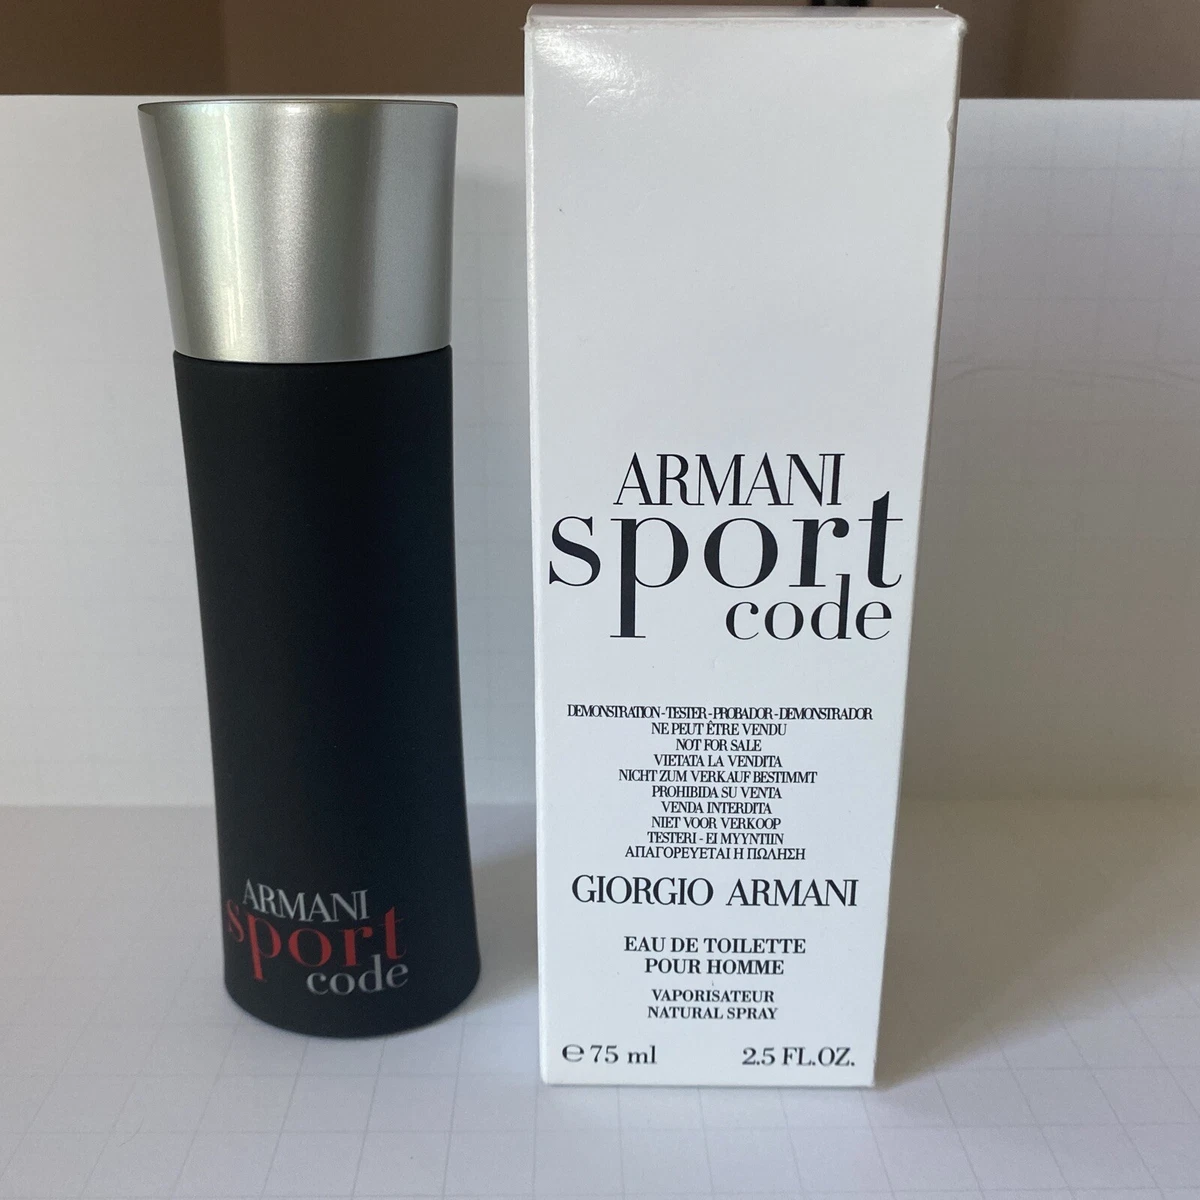 ARMANI
sport
code
ARMANI
sport
code
DEMONSTRATION - TESTER - PROBADOR - DEMONSTRADOR
NE PEUT ÊTRE VENDU
NOT FOR SALE
VIETATA LA VENDITA
NICHT ZUM VERKAUF BESTIMMT
PROHIBIDA SU VENTA
VENDA INTERDITA
NIET VOOR VERKOOP
TESTERI - EI MYYNTIIN
ΑΠΑΓΟΡΕΥΕΤΑΙ Η ΠΩΛΗΣΗ
GIORGIO ARMANI
EAU DE TOILETTE
POUR HOMME
VAPORISATEUR
NATURAL SPRAY
℮ 75 ml 2.5 FL.OZ.